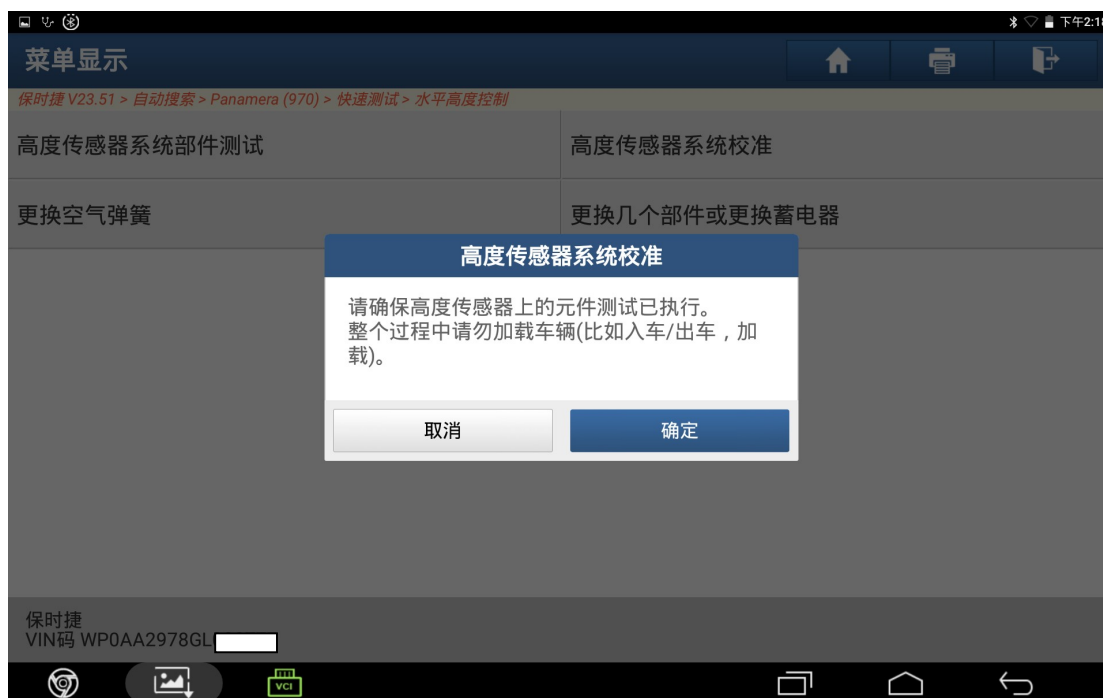 下午2:18
菜单显示
保时捷 V23.51 > 自动搜索 > Panamera (970) > 快速测试 > 水平高度控制
高度传感器系统部件测试
高度传感器系统校准
更换空气弹簧
更换几个部件或更换蓄电器
高度传感器系统校准
请确保高度传感器上的元件测试已执行。
整个过程中请勿加载车辆(比如入车/出车，加
载)。
取消
确定
保时捷
VIN码 WP0AA2978GL
VCI